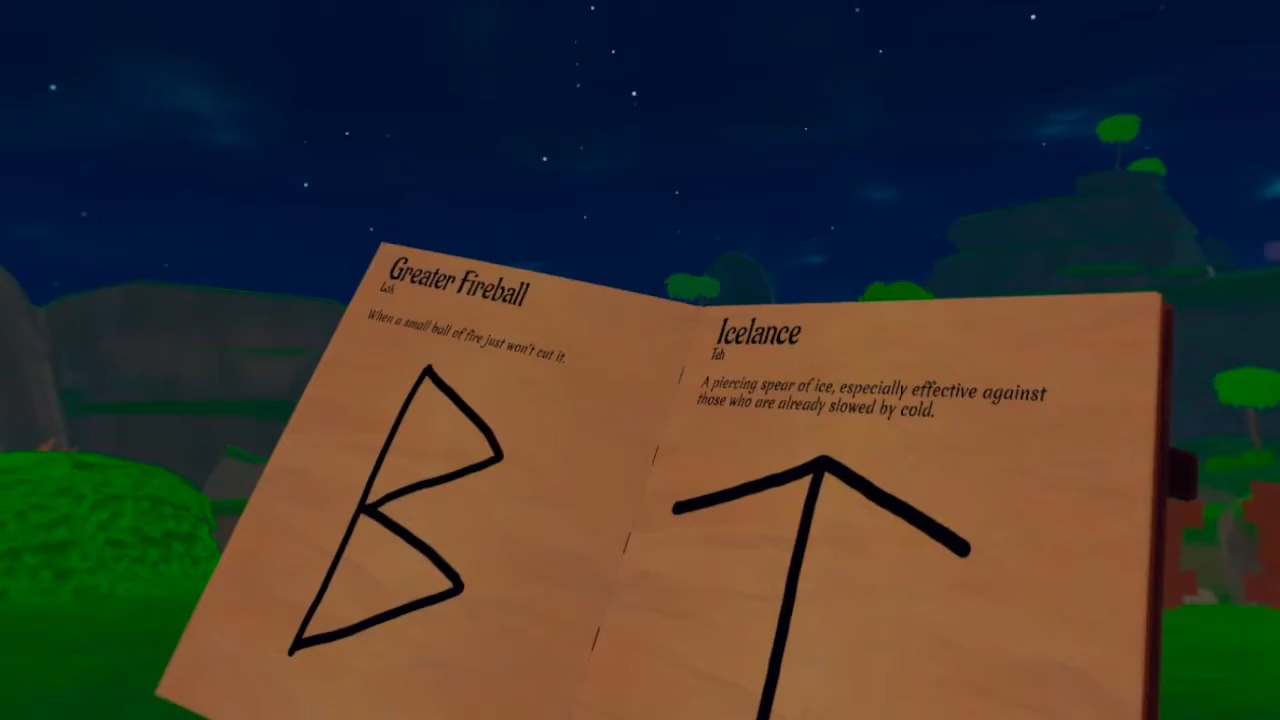 Greater Fireball
Lok
When a small ball of fire just won't cut it.
Icelance
Teh
A piercing spear of ice, especially effective against
those who are already slowed by cold.